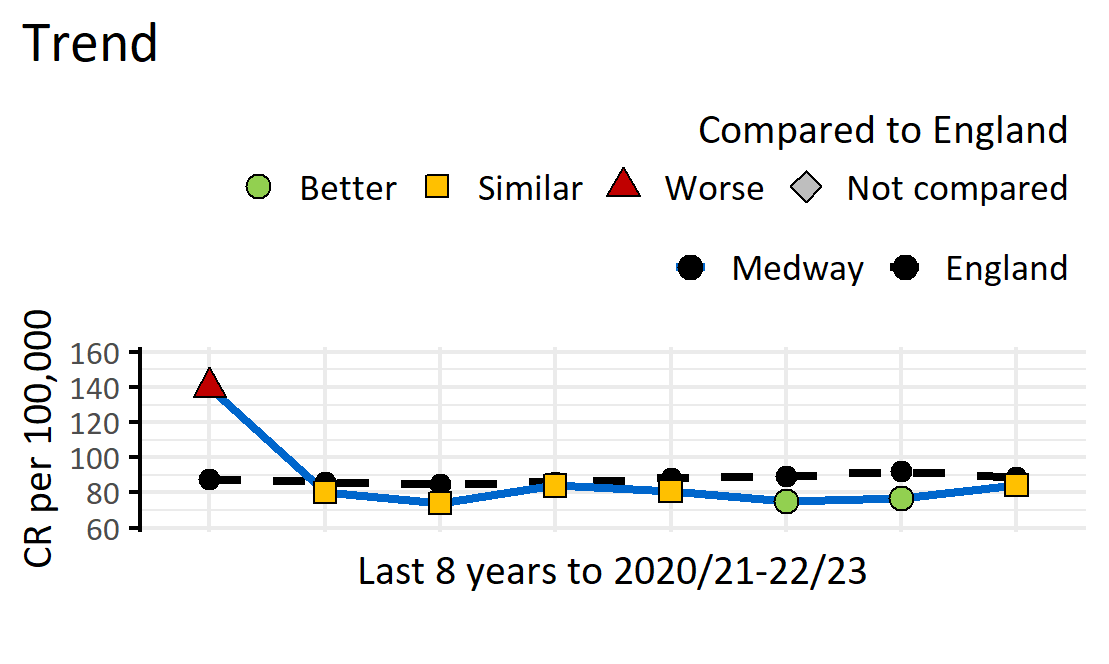 Trend
Compared to England
Better Similar Worse Not compared
Medway England
CR per 100,000
160
140
120
100
80
60
Last 8 years to 2020/21-22/23